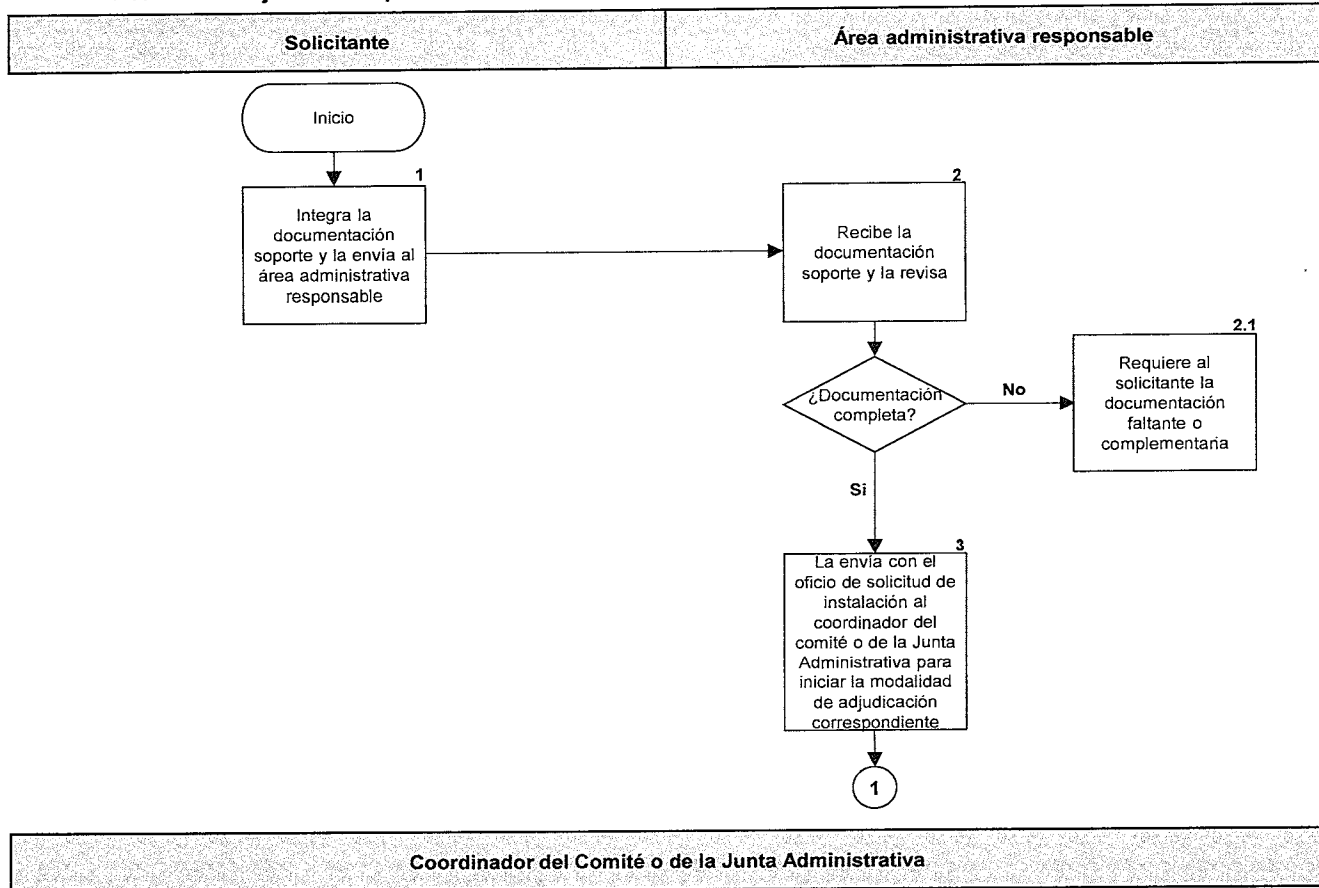 Solicitante
Área administrativa responsable
Inicio
1
Integra la
documentación
soporte y la envía al
área administrativa
responsable
2
Recibe la
documentación
soporte y la revisa
¿Documentación
completa?
No
2.1
Requiere al
solicitante la
documentación
faltante o
complementaria
Si
3
La envía con el
oficio de solicitud de
instalación al
coordinador del
comité o de la Junta
Administrativa para
iniciar la modalidad
de adjudicación
correspondiente
1
Coordinador del Comité o de la Junta Administrativa